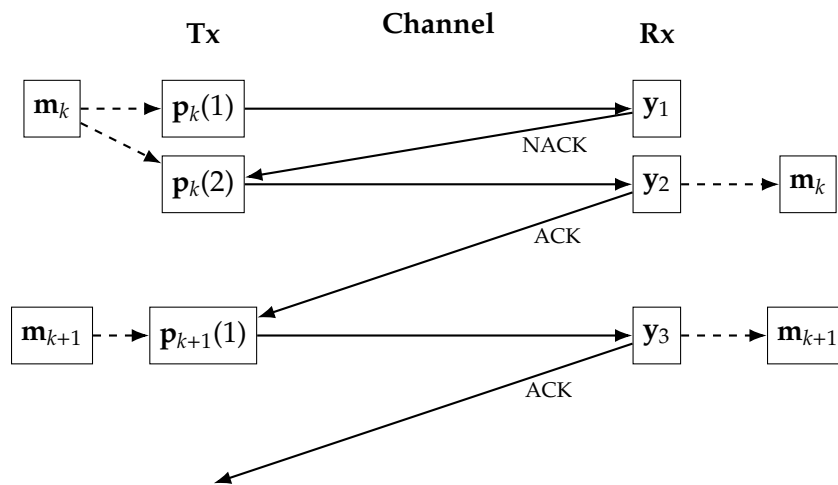 Tx Channel Rx
m_k p_k(1) y_1
NACK
p_k(2) y_2 m_k
ACK
m_{k+1} p_{k+1}(1) y_3 m_{k+1}
ACK